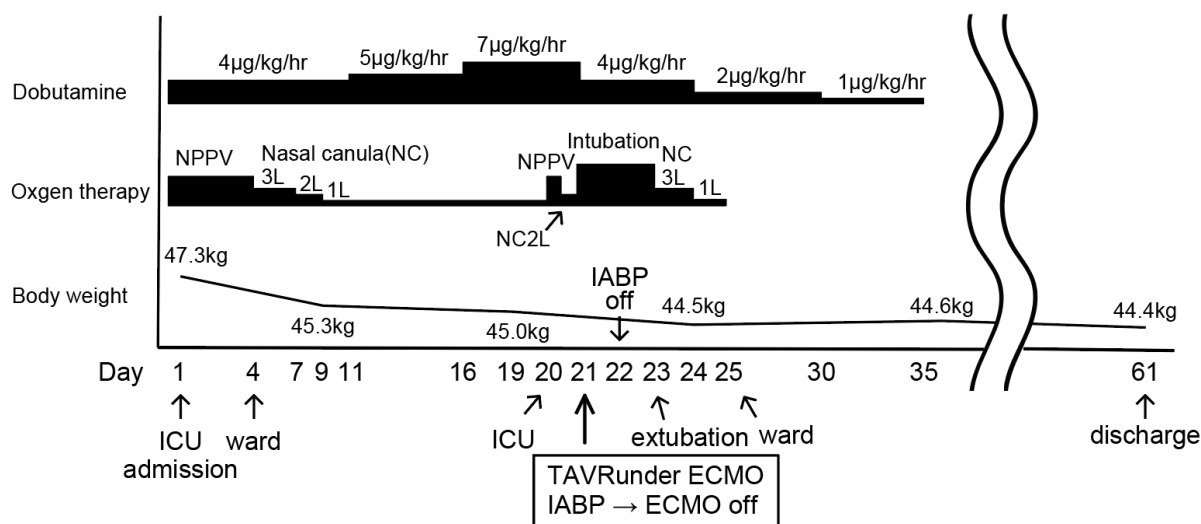 4μg/kg/hr 5μg/kg/hr 7μg/kg/hr 4μg/kg/hr 2μg/kg/hr 1μg/kg/hr
Dobutamine
NPPV Nasal canula(NC) NPPV Intubation NC
3L 2L 1L 3L 1L
Oxgen therapy
NC2L
47.3kg
Body weight
IABP
off
45.3kg 45.0kg 44.5kg 44.6kg 44.4kg
Day 1 4 7 9 11 16 19 20 21 22 23 24 25 30 35 61
ICU
admission
ward
ICU
extubation
ward
discharge
TAVRunder ECMO
IABP → ECMO off